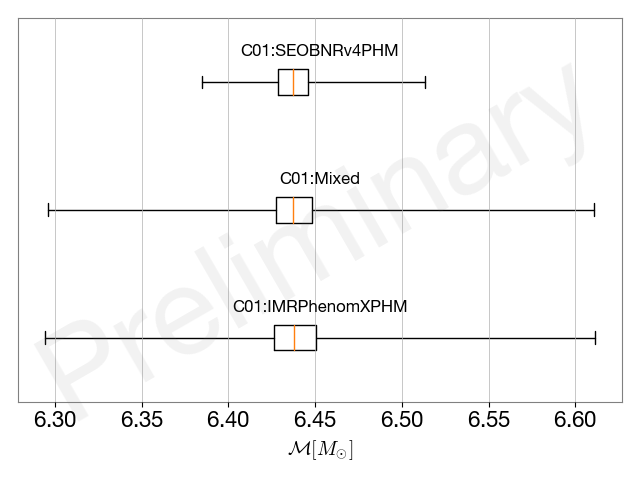 C01:SEOBNRv4PHM
C01:Mixed
C01:IMRPhenomXPHM
Preliminary
6.30 6.35 6.40 6.45 6.50 6.55 6.60
ℳ[M⊙]